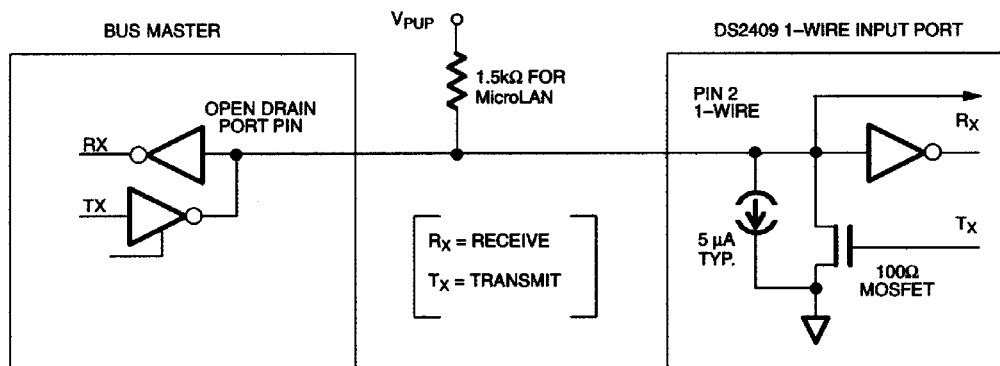 BUS MASTER
V_PUP
DS2409 1–WIRE INPUT PORT
1.5kΩ FOR
MicroLAN
OPEN DRAIN
PORT PIN
PIN 2
1–WIRE
RX
R_X
TX
T_X
R_X = RECEIVE
T_X = TRANSMIT
5 µA
TYP.
100Ω
MOSFET